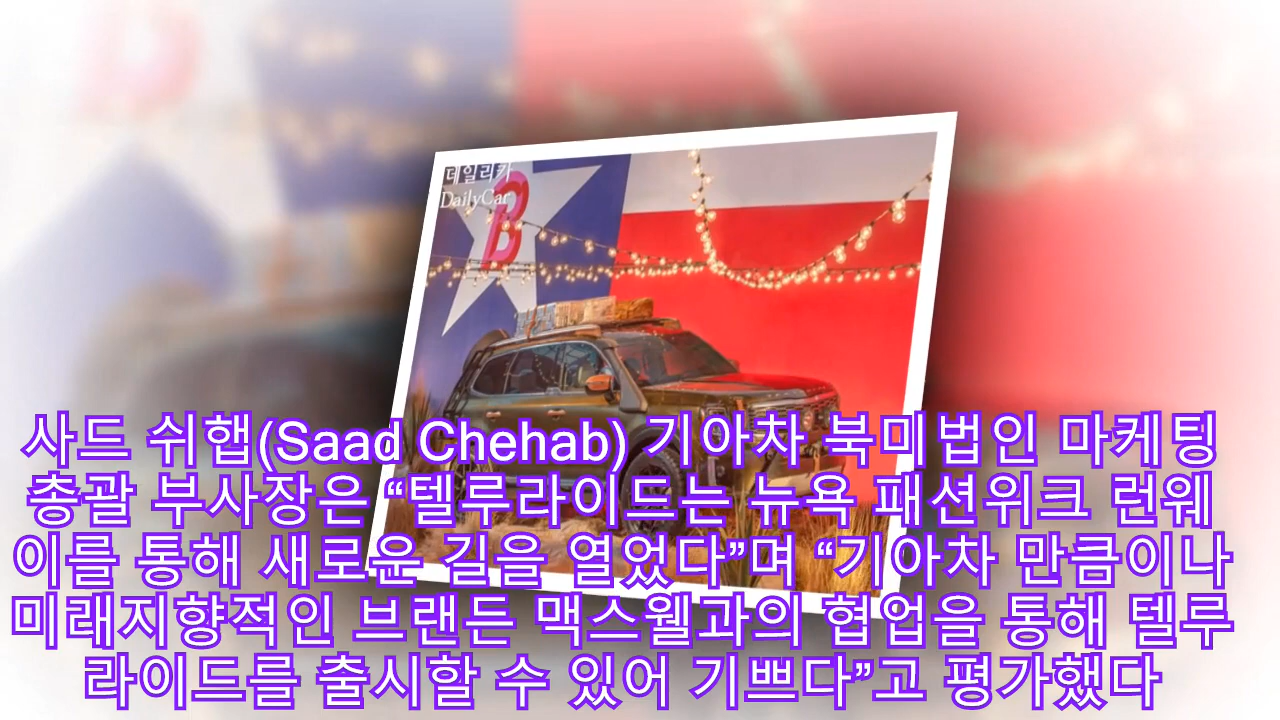 데일리카
DailyCar
B
사드 쉬햅(Saad Chehab) 기아차 북미법인 마케팅
총괄 부사장은 “텔루라이드는 뉴욕 패션위크 런웨
이를 통해 새로운 길을 열었다”며 “기아차 만큼이나
미래지향적인 브랜든 맥스웰과의 협업을 통해 텔루
라이드를 출시할 수 있어 기쁘다”고 평가했다